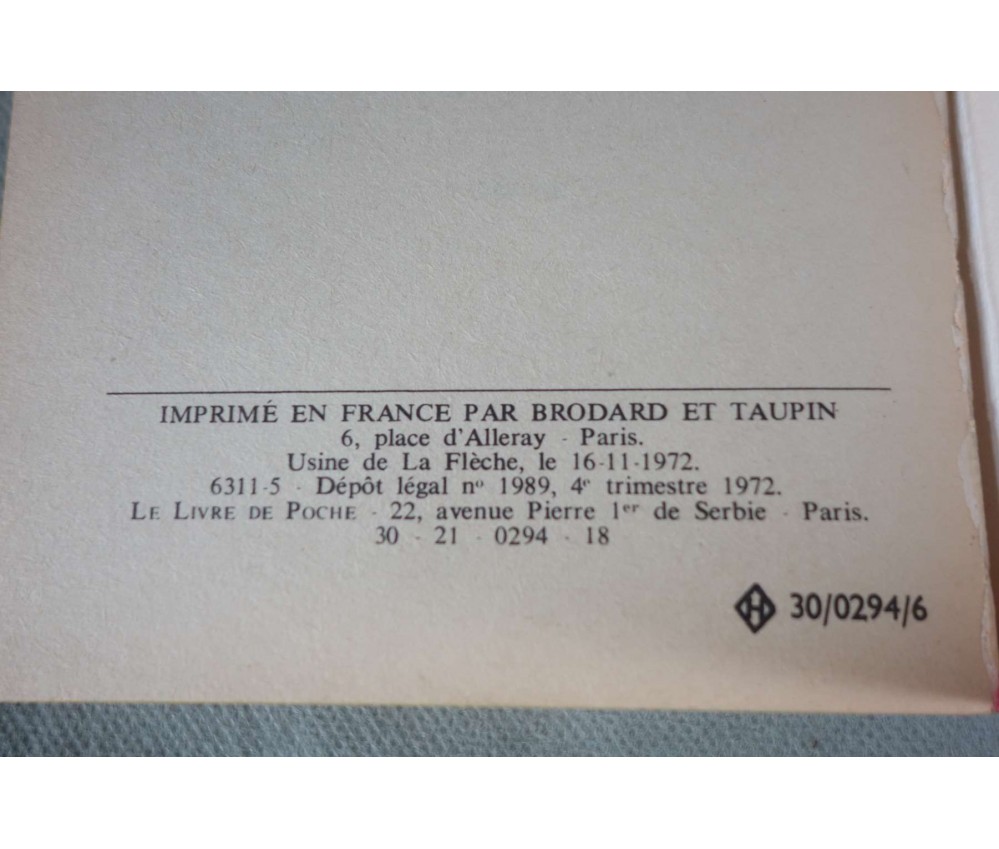 IMPRIMÉ EN FRANCE PAR BRODARD ET TAUPIN
6, place d'Alleray - Paris.
Usine de La Flèche, le 16-11-1972.
6311-5 - Dépôt légal nº 1989, 4ᵉ trimestre 1972.
LE LIVRE DE POCHE - 22, avenue Pierre 1ᵉʳ de Serbie - Paris.
30 - 21 - 0294 - 18
H 30/0294/6